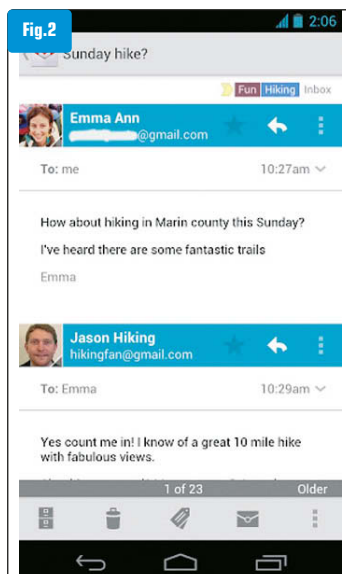 Fig.2
2:06
Sunday hike?
Fun Hiking Inbox
Emma Ann
@gmail.com
To: me 10:27am
How about hiking in Marin county this Sunday?
I've heard there are some fantastic trails
Emma
Jason Hiking
hikingfan@gmail.com
To: Emma 10:29am
Yes count me in! I know of a great 10 mile hike
with fabulous views.
1 of 23 Older